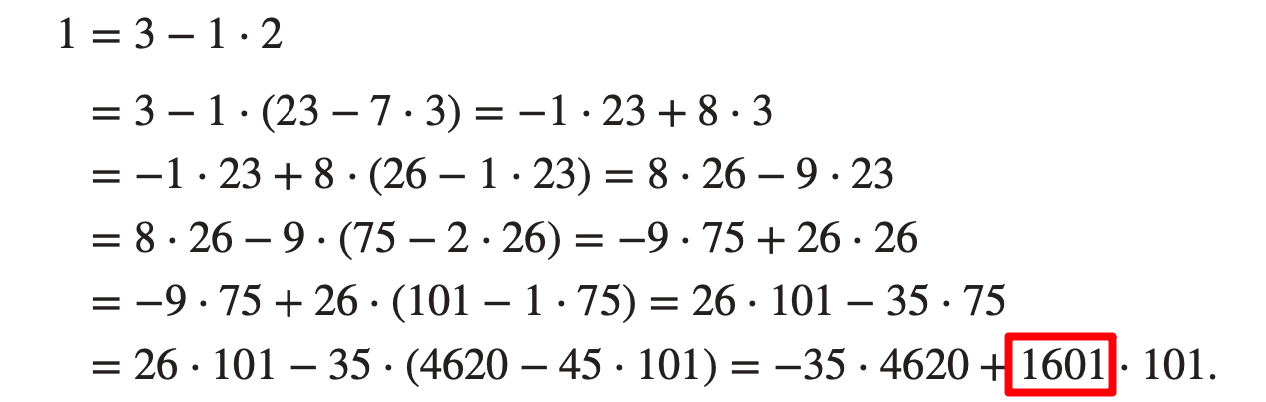 1 = 3 − 1 · 2
= 3 − 1 · (23 − 7 · 3) = −1 · 23 + 8 · 3
= −1 · 23 + 8 · (26 − 1 · 23) = 8 · 26 − 9 · 23
= 8 · 26 − 9 · (75 − 2 · 26) = −9 · 75 + 26 · 26
= −9 · 75 + 26 · (101 − 1 · 75) = 26 · 101 − 35 · 75
= 26 · 101 − 35 · (4620 − 45 · 101) = −35 · 4620 + 1601 · 101.